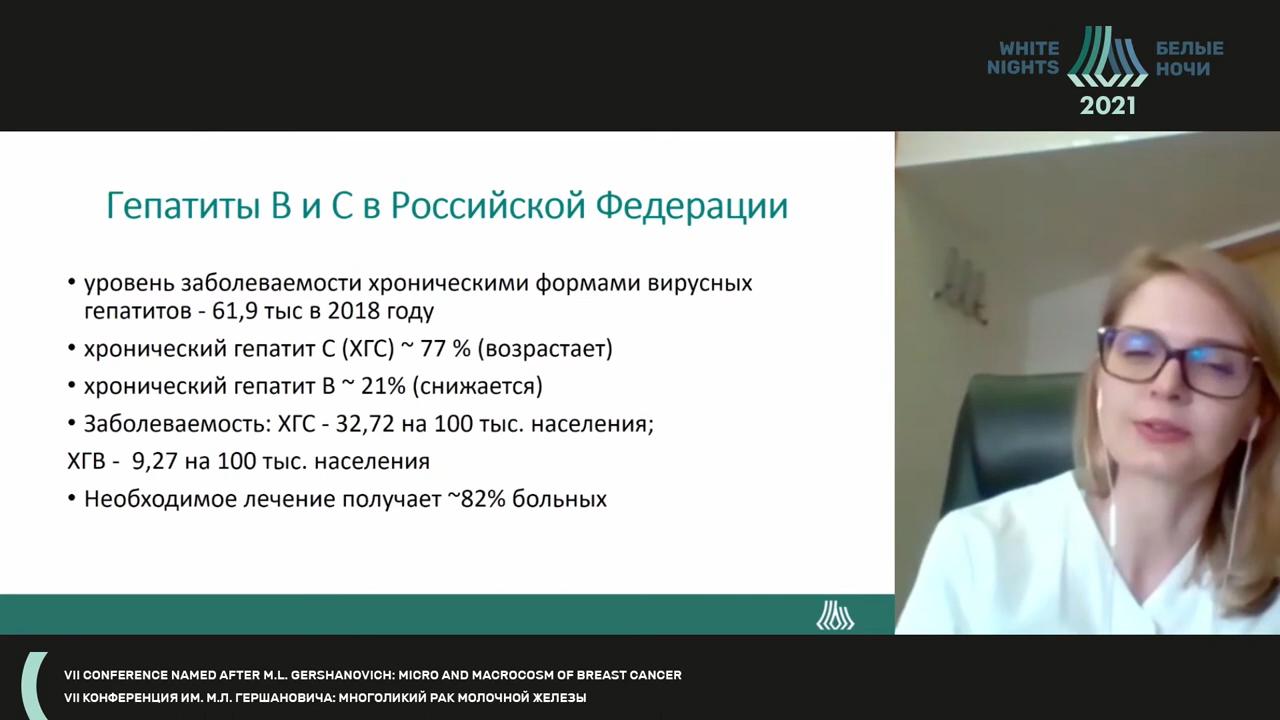 WHITE
NIGHTS
БЕЛЫЕ
НОЧИ
2021
Гепатиты В и С в Российской Федерации
• уровень заболеваемости хроническими формами вирусных
гепатитов - 61,9 тыс в 2018 году
• хронический гепатит С (ХГС) ~ 77 % (возрастает)
• хронический гепатит В ~ 21% (снижается)
• Заболеваемость: ХГС - 32,72 на 100 тыс. населения;
ХГВ - 9,27 на 100 тыс. населения
• Необходимое лечение получает ~82% больных
VII CONFERENCE NAMED AFTER M.L. GERSHANOVICH: MICRO AND MACROCOSM OF BREAST CANCER
VII КОНФЕРЕНЦИЯ ИМ. М.Л. ГЕРШАНОВИЧА: МНОГОЛИКИЙ РАК МОЛОЧНОЙ ЖЕЛЕЗЫ